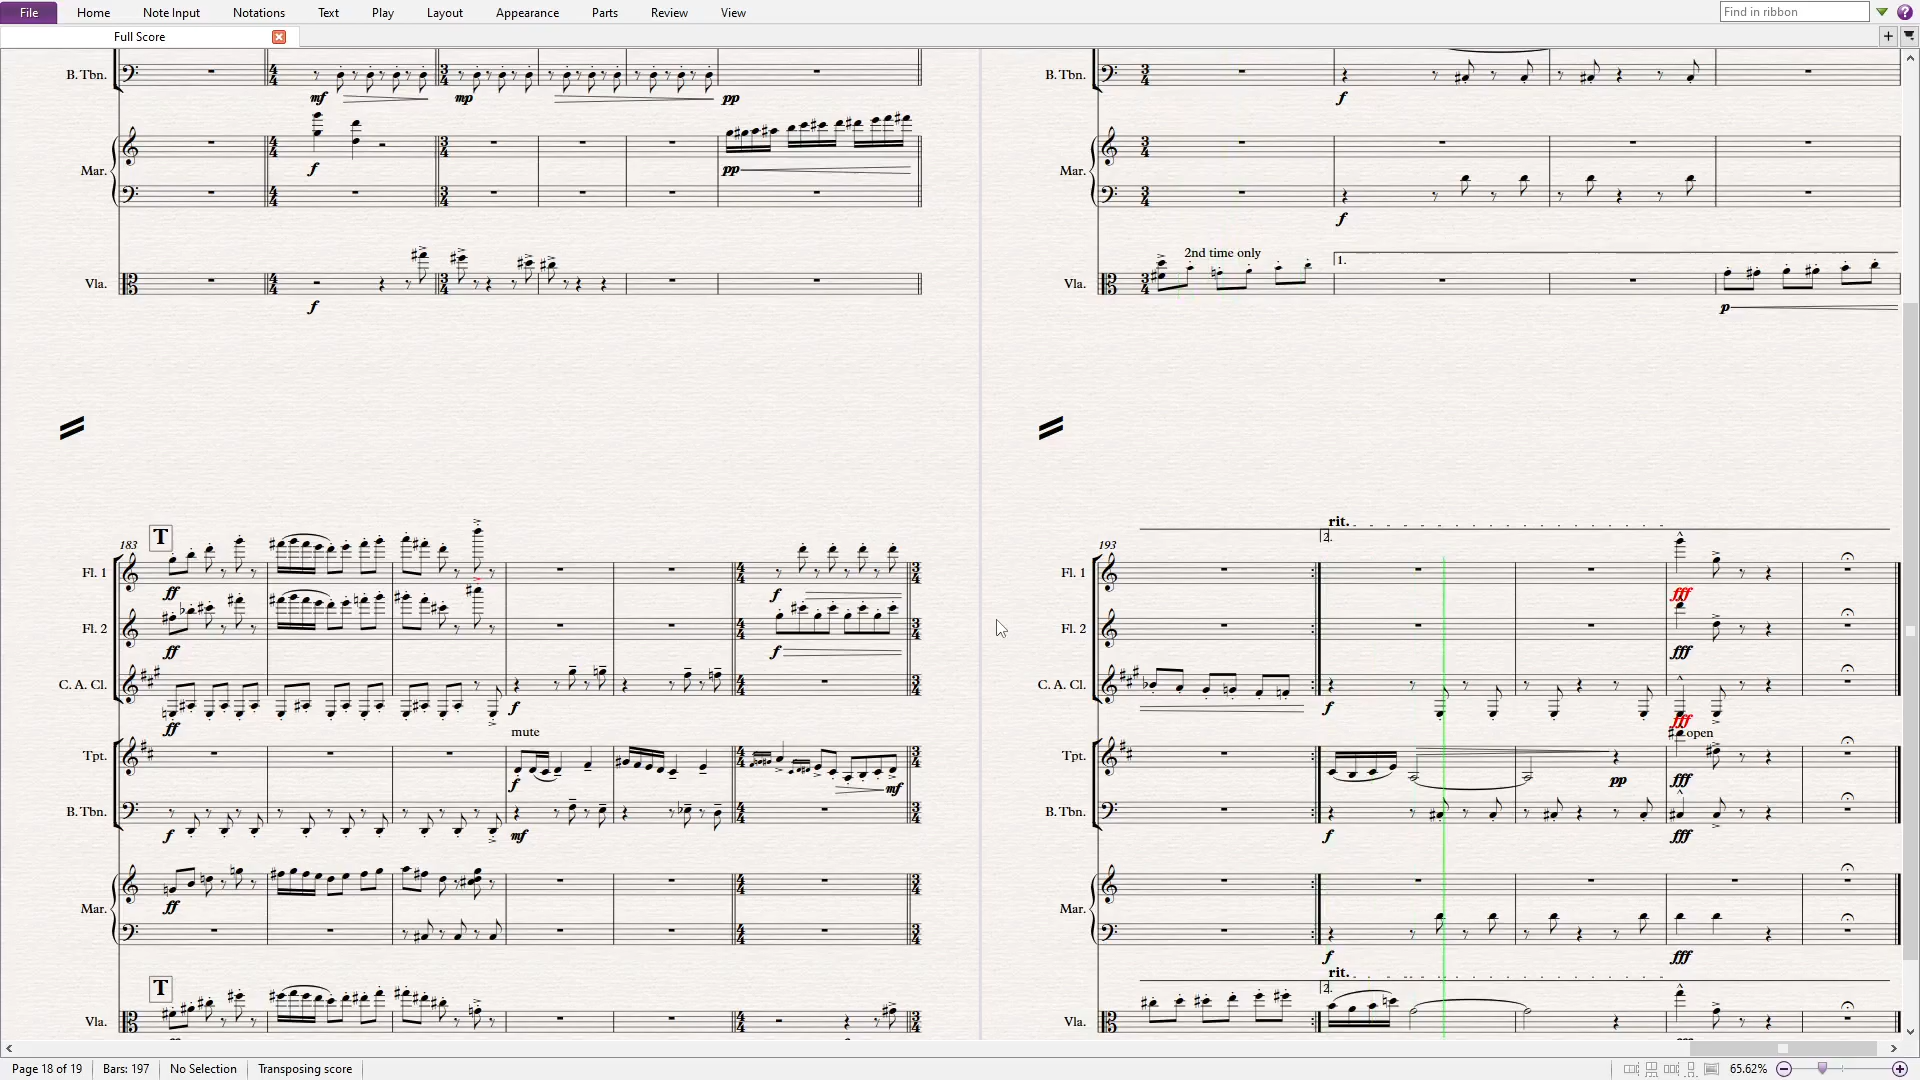 File Home Note Input Notations Text Play Layout Appearance Parts Review View Find in ribbon
Full Score
B. Tbn.
mf mp pp
Mar.
f pp
Vla.
f
B. Tbn.
f
Mar.
f
2nd time only
1.
Vla.
p
183 T
Fl. 1
ff f
Fl. 2
ff f
C. A. Cl.
ff f
mute
Tpt.
f mf
B. Tbn.
f mf
Mar.
ff
T
Vla.
193 2. rit.
Fl. 1
fff
Fl. 2
fff
C. A. Cl.
f fff
open
Tpt.
pp fff
B. Tbn.
f fff
Mar.
f fff
rit.
2.
Vla.
Page 18 of 19 Bars: 197 No Selection Transposing score 65.62%